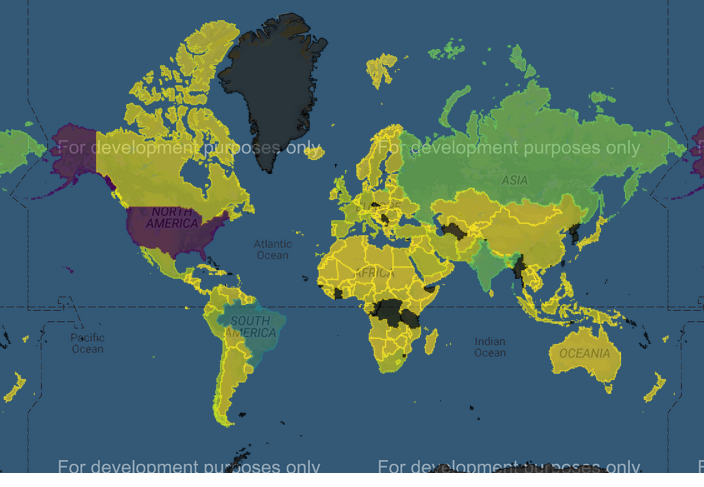 For development purposes only
For development purposes only
ASIA
NORTH
AMERICA
Atlantic
Ocean
AFRICA
SOUTH
AMERICA
Pacific
Ocean
Indian
Ocean
OCEANIA
For development purposes only
For development purposes only